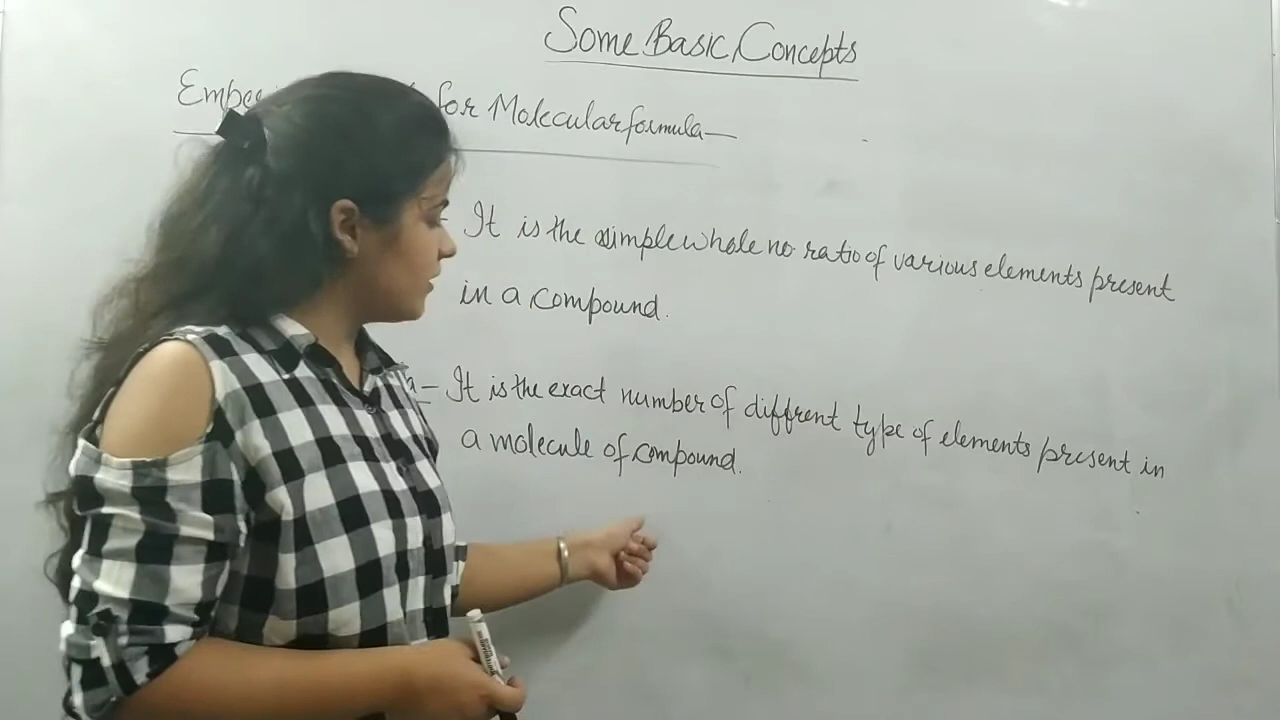 Some Basic Concepts
for Molecular formula—
It is the simple whole no. ratio of various elements present
in a compound.
— It is the exact number of diffrent type of elements present in
a molecule of compound.